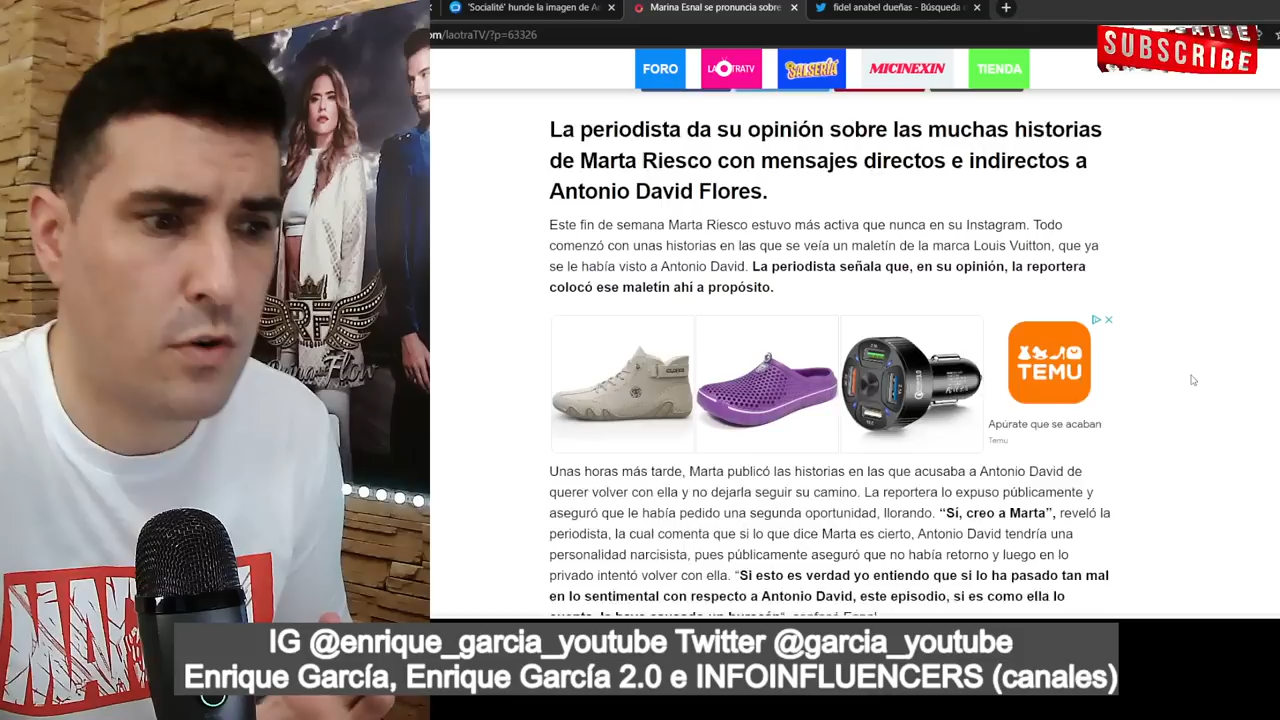 'Socialité' hunde la imagen de A
Marina Esnal se pronuncia sobre
fidel anabel dueñas - Búsqueda
om/laotraTV/?p=63326
SUBSCRIBE
FORO
LAOTRATV
SALSERÍA
MICINEXIN
TIENDA
La periodista da su opinión sobre las muchas historias
de Marta Riesco con mensajes directos e indirectos a
Antonio David Flores.
Este fin de semana Marta Riesco estuvo más activa que nunca en su Instagram. Todo
comenzó con unas historias en las que se veía un maletín de la marca Louis Vuitton, que ya
se le había visto a Antonio David. La periodista señala que, en su opinión, la reportera
colocó ese maletín ahí a propósito.
TEMU
Apúrate que se acaban
Temu
Unas horas más tarde, Marta publicó las historias en las que acusaba a Antonio David de
querer volver con ella y no dejarla seguir su camino. La reportera lo expuso públicamente y
aseguró que le había pedido una segunda oportunidad, llorando. “Si, creo a Marta”, reveló la
periodista, la cual comenta que si lo que dice Marta es cierto, Antonio David tendría una
personalidad narcisista, pues públicamente aseguró que no había retorno y luego en lo
privado intentó volver con ella. “Si esto es verdad yo entiendo que si lo ha pasado tan mal
en lo sentimental con respecto a Antonio David, este episodio, si es como ella lo
RF
IG @enrique_garcia_youtube Twitter @garcia_youtube
Enrique García, Enrique García 2.0 e INFOINFLUENCERS (canales)